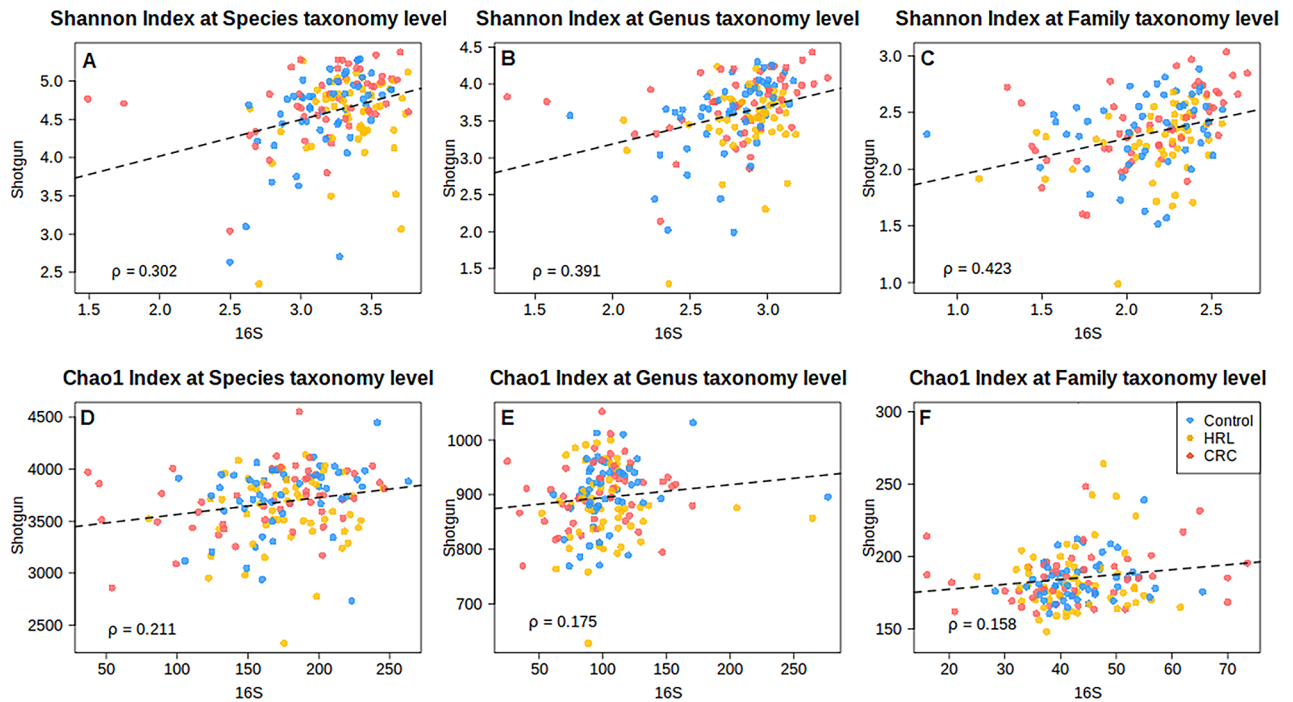 Shannon Index at Species taxonomy level
A
Shotgun
5.0
4.5
4.0
3.5
3.0
2.5
ρ = 0.302
1.5 2.0 2.5 3.0 3.5
16S
Shannon Index at Genus taxonomy level
B
Shotgun
4.5
4.0
3.5
3.0
2.5
2.0
1.5
ρ = 0.391
1.5 2.0 2.5 3.0
16S
Shannon Index at Family taxonomy level
C
Shotgun
3.0
2.5
2.0
1.5
1.0
ρ = 0.423
1.0 1.5 2.0 2.5
16S
Chao1 Index at Species taxonomy level
D
Shotgun
4500
4000
3500
3000
2500
ρ = 0.211
50 100 150 200 250
16S
Chao1 Index at Genus taxonomy level
E
Shotgun
1000
900
800
700
ρ = 0.175
50 100 150 200 250
16S
Chao1 Index at Family taxonomy level
F
Control
HRL
CRC
Shotgun
300
250
200
150
ρ = 0.158
20 30 40 50 60 70
16S